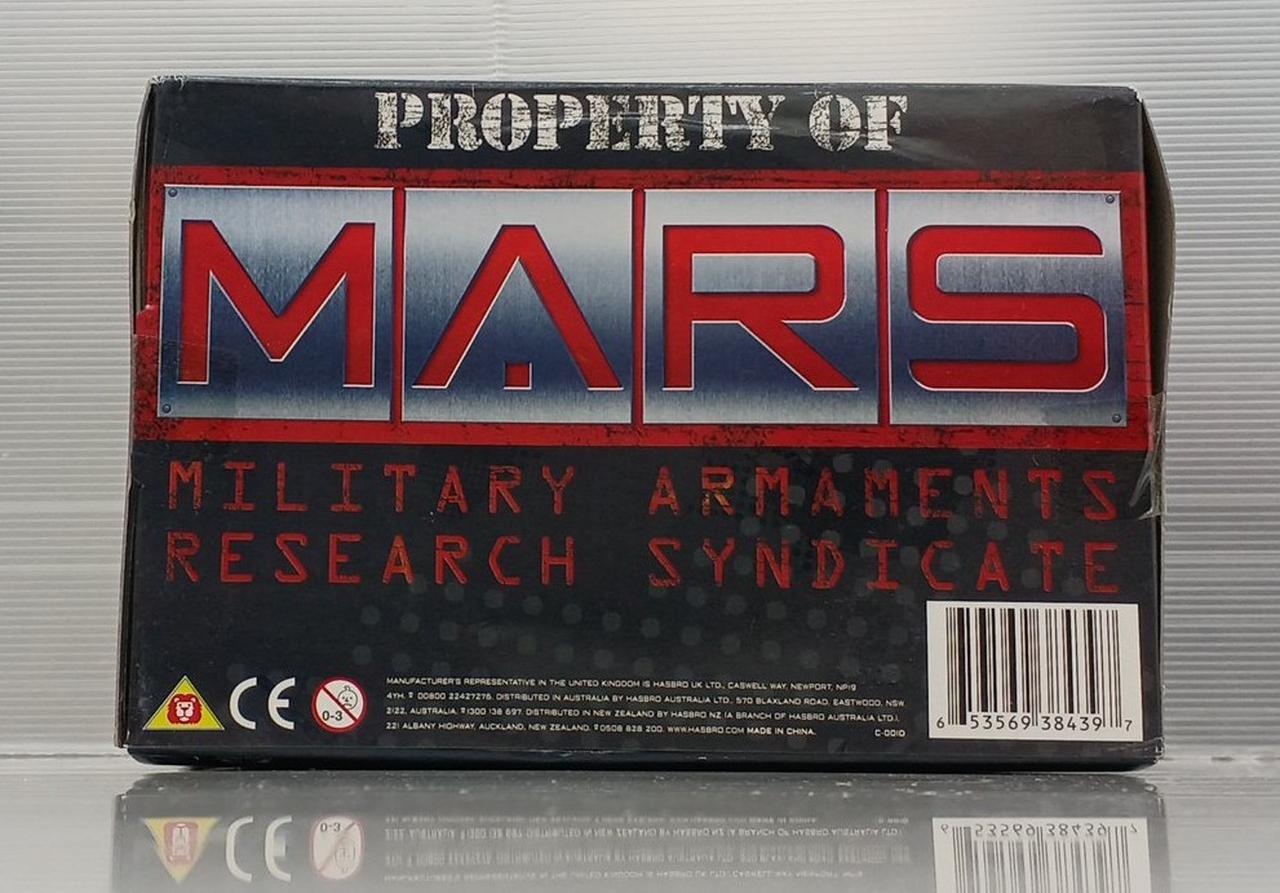 PROPERTY OF
MARS
MILITARY ARMAMENTS
RESEARCH SYNDICATE
0-3
MANUFACTURER'S REPRESENTATIVE IN THE UNITED KINGDOM IS HASBRO UK LTD., CASWELL WAY, NEWPORT, NP19
4YH. ☎ 00800 22427276. DISTRIBUTED IN AUSTRALIA BY HASBRO AUSTRALIA LTD., 570 BLAXLAND ROAD, EASTWOOD, NSW
2122, AUSTRALIA. ☎1300 138 697. DISTRIBUTED IN NEW ZEALAND BY HASBRO NZ (A BRANCH OF HASBRO AUSTRALIA LTD.),
221 ALBANY HIGHWAY, AUCKLAND, NEW ZEALAND. ☎0508 828 200. WWW.HASBRO.COM MADE IN CHINA.
C-001D
6 53569 38439 7